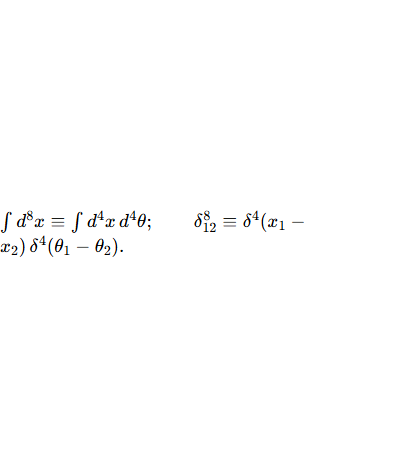 ∫ d⁸x ≡ ∫ d⁴x d⁴θ; δ⁸₁₂ ≡ δ⁴(x₁ −
x₂) δ⁴(θ₁ − θ₂).